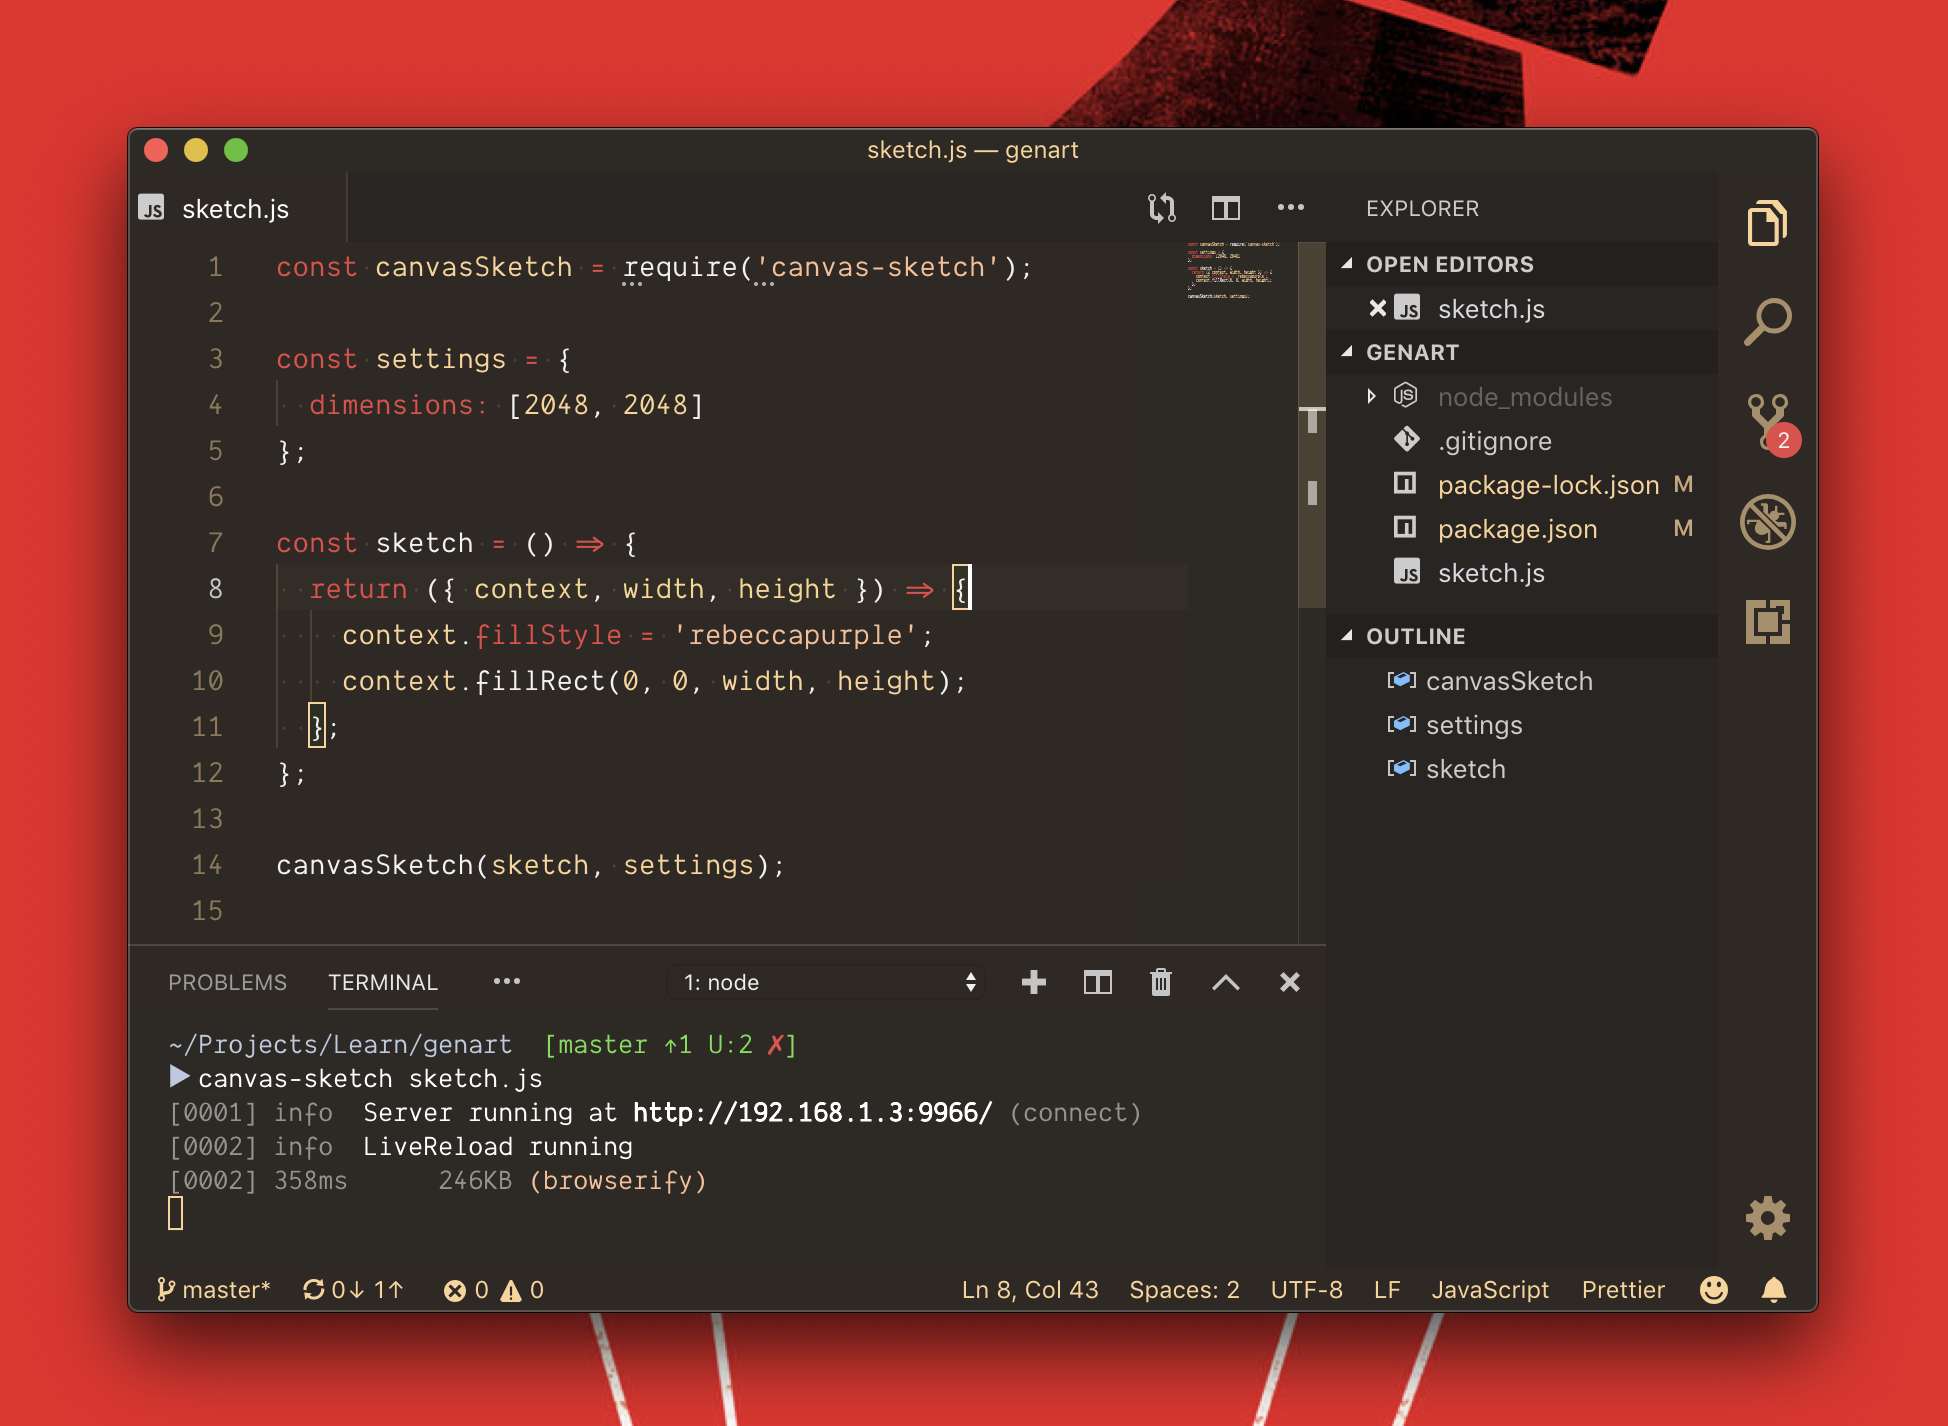 sketch.js — genart
JS sketch.js
EXPLORER
1 const canvasSketch = require('canvas-sketch');
2
3 const settings = {
4 dimensions: [2048, 2048]
5 };
6
7 const sketch = () => {
8 return ({ context, width, height }) => {
9 context.fillStyle = 'rebeccapurple';
10 context.fillRect(0, 0, width, height);
11 };
12 };
13
14 canvasSketch(sketch, settings);
15
OPEN EDITORS
JS sketch.js
GENART
JS node_modules
.gitignore
package-lock.json M
package.json M
JS sketch.js
OUTLINE
canvasSketch
settings
sketch
2
PROBLEMS TERMINAL ··· 1: node
~/Projects/Learn/genart [master ↑1 U:2 ✗]
▶ canvas-sketch sketch.js
[0001] info Server running at http://192.168.1.3:9966/ (connect)
[0002] info LiveReload running
[0002] 358ms 246KB (browserify)
master* 0↓ 1↑ 0 0 Ln 8, Col 43 Spaces: 2 UTF-8 LF JavaScript Prettier